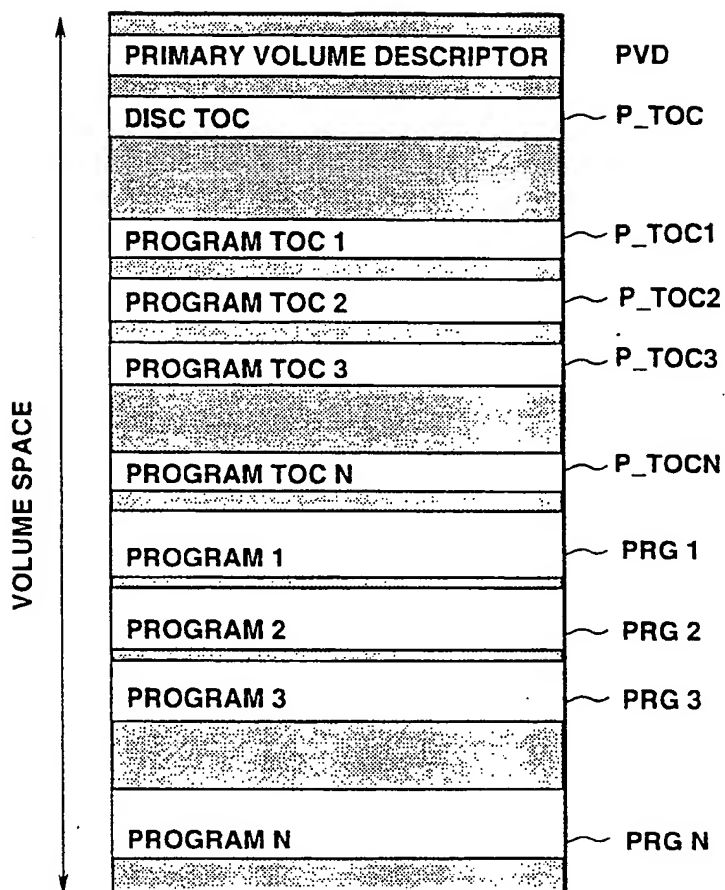 PRIMARY VOLUME DESCRIPTOR PVD
DISC TOC P_TOC
PROGRAM TOC 1 P_TOC1
PROGRAM TOC 2 P_TOC2
PROGRAM TOC 3 P_TOC3
PROGRAM TOC N P_TOCN
PROGRAM 1 PRG 1
PROGRAM 2 PRG 2
PROGRAM 3 PRG 3
PROGRAM N PRG N
VOLUME SPACE